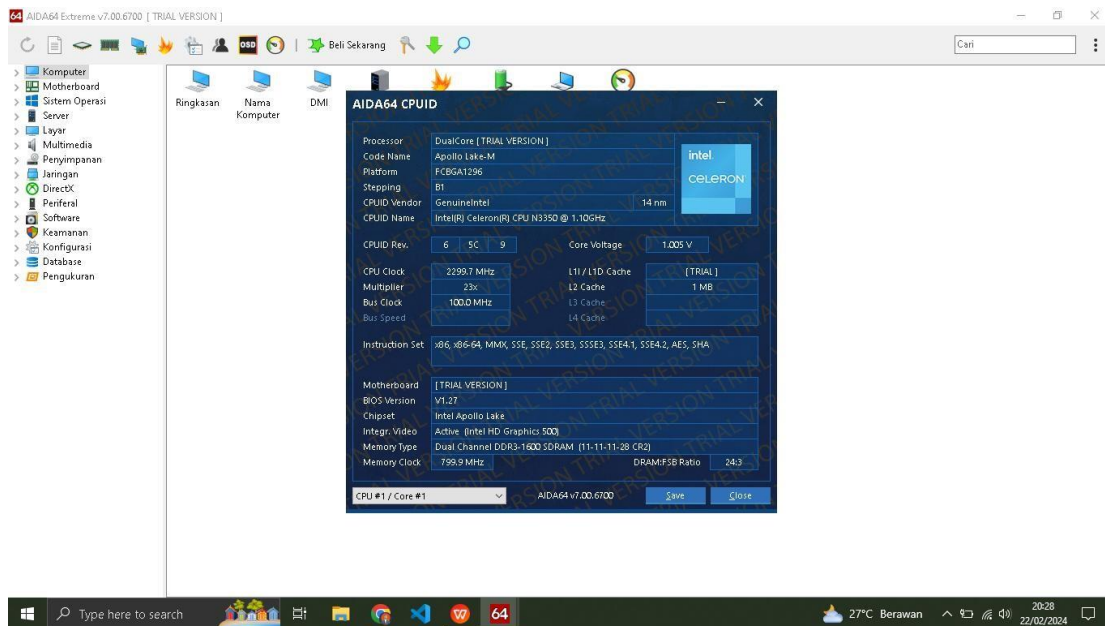 64 AIDA64 Extreme v7.00.6700 [ TRIAL VERSION ]
OSD Beli Sekarang Cari
Komputer
Motherboard
Sistem Operasi
Server
Layar
Multimedia
Penyimpanan
Jaringan
DirectX
Periferal
Software
Keamanan
Konfigurasi
Database
Pengukuran
Ringkasan
Nama Komputer
DMI
AIDA64 CPUID
Processor DualCore [ TRIAL VERSION ]
Code Name Apollo Lake-M
Platform FCBGA1296
Stepping B1
CPUID Vendor GenuineIntel 14 nm
CPUID Name Intel(R) Celeron(R) CPU N3350 @ 1.10GHz
intel.
CELERON
CPUID Rev. 6 5C 9 Core Voltage 1.005 V
CPU Clock 2299.7 MHz L1I / L1D Cache [ TRIAL ]
Multiplier 23x L2 Cache 1 MB
Bus Clock 100.0 MHz L3 Cache
Bus Speed L4 Cache
Instruction Set x86, x86-64, MMX, SSE, SSE2, SSE3, SSSE3, SSE4.1, SSE4.2, AES, SHA
Motherboard [ TRIAL VERSION ]
BIOS Version V1.27
Chipset Intel Apollo Lake
Integr. Video Active (Intel HD Graphics 500)
Memory Type Dual Channel DDR3-1600 SDRAM (11-11-11-28 CR2)
Memory Clock 799.9 MHz DRAM:FSB Ratio 24:3
CPU #1 / Core #1 AIDA64 v7.00.6700 Save Close
Type here to search 64 27°C Berawan 20:28
22/02/2024